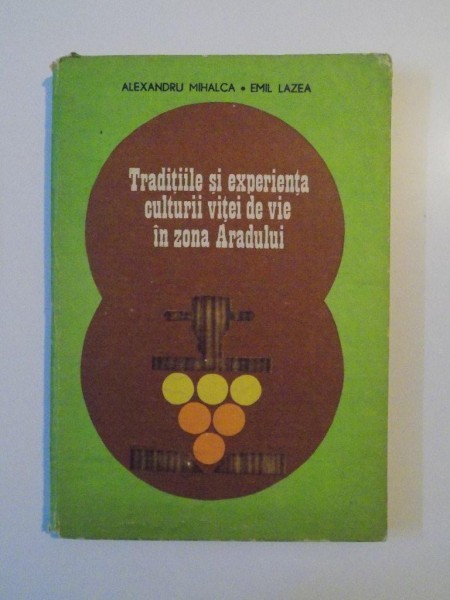 ALEXANDRU MIHALCA • EMIL LAZEA
Tradițiile și experiența
culturii viței de vie
în zona Aradului